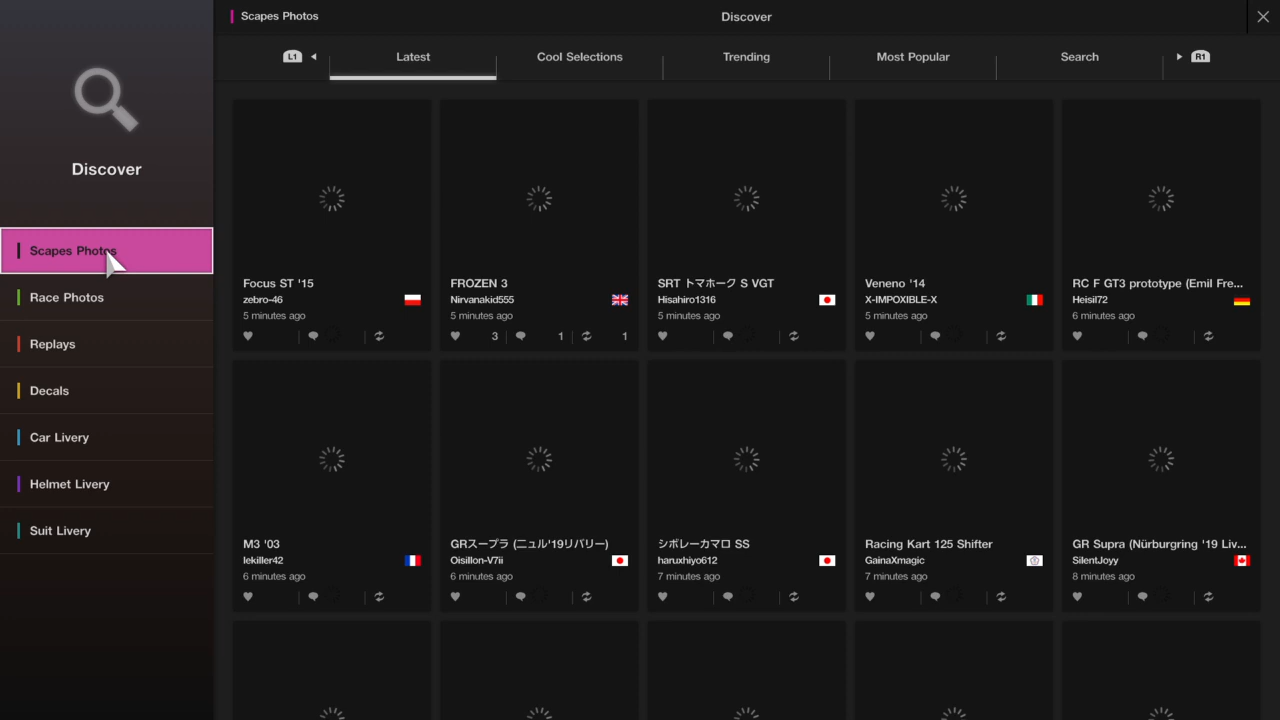 Scapes Photos
Discover
L1
Latest
Cool Selections
Trending
Most Popular
Search
R1
Discover
Scapes Photos
Race Photos
Replays
Decals
Car Livery
Helmet Livery
Suit Livery
Focus ST '15
zebro-46
5 minutes ago
FROZEN 3
Nirvanakid555
5 minutes ago
3
1
1
SRT トマホーク S VGT
Hisahiro1316
5 minutes ago
Veneno '14
X-IMPOXIBLE-X
5 minutes ago
RC F GT3 prototype (Emil Fre...
Heisil72
6 minutes ago
M3 '03
lekiller42
6 minutes ago
GRスープラ (ニュル'19リバリー)
Oisillon-V7ii
6 minutes ago
シボレーカマロ SS
haruxhiyo612
7 minutes ago
Racing Kart 125 Shifter
GainaXmagic
7 minutes ago
GR Supra (Nürburgring '19 Liv...
SilentJoyy
8 minutes ago